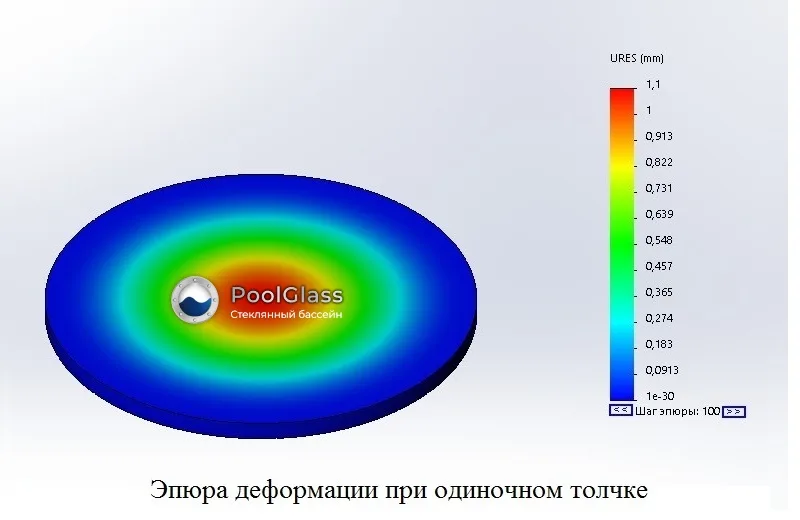 URES (mm)
1,1
1
0,913
0,822
0,731
0,639
0,548
0,457
0,365
0,274
0,183
0,0913
1e-30
<< Шаг эпюры: 100 >>
PoolGlass
Стеклянный бассейн
Эпюра деформации при одиночном толчке